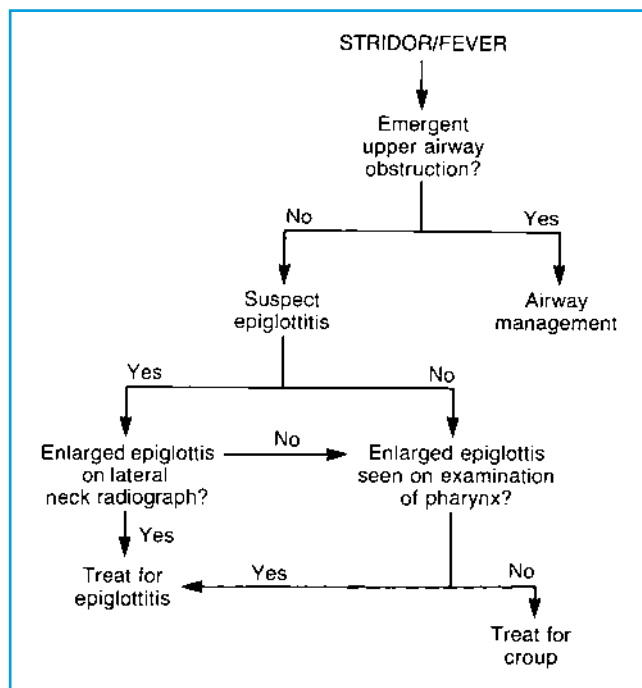 STRIDOR/FEVER
Emergent
upper airway
obstruction?
No
Yes
Suspect
epiglottitis
Airway
management
Yes
No
Enlarged epiglottis
on lateral
neck radiograph?
No
Enlarged epiglottis
seen on examination
of pharynx?
Yes
Treat for
epiglottitis
Yes
No
Treat for
croup